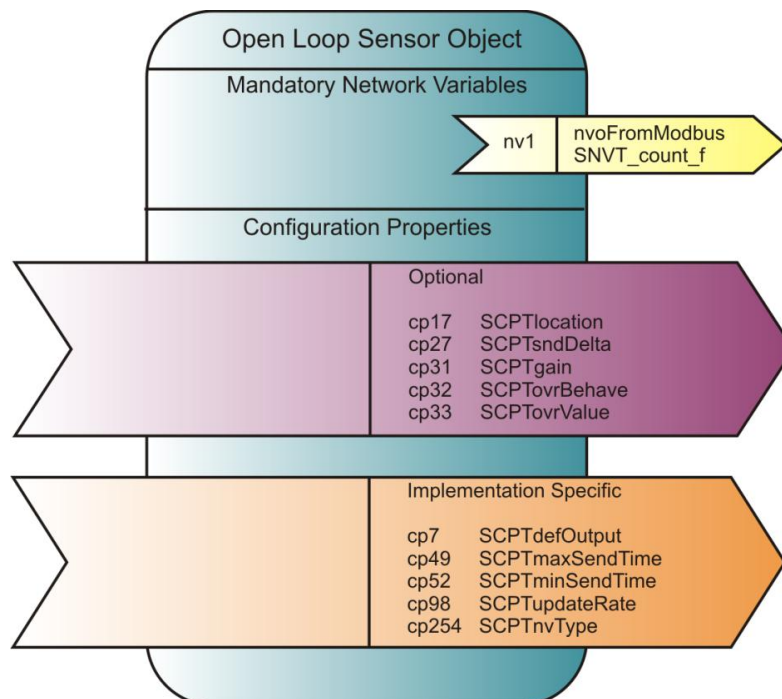 Open Loop Sensor Object
Mandatory Network Variables
nv1 nvoFromModbus
SNVT_count_f
Configuration Properties
Optional
cp17 SCPTlocation
cp27 SCPTsndDelta
cp31 SCPTgain
cp32 SCPTovrBehave
cp33 SCPTovrValue
Implementation Specific
cp7 SCPTdefOutput
cp49 SCPTmaxSendTime
cp52 SCPTminSendTime
cp98 SCPTupdateRate
cp254 SCPTnvType